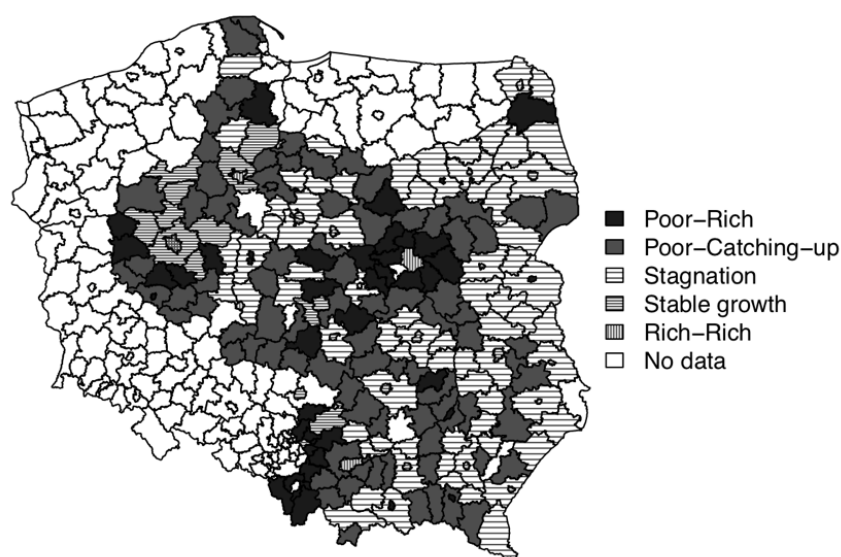 Poor−Rich
Poor−Catching−up
Stagnation
Stable growth
Rich−Rich
No data